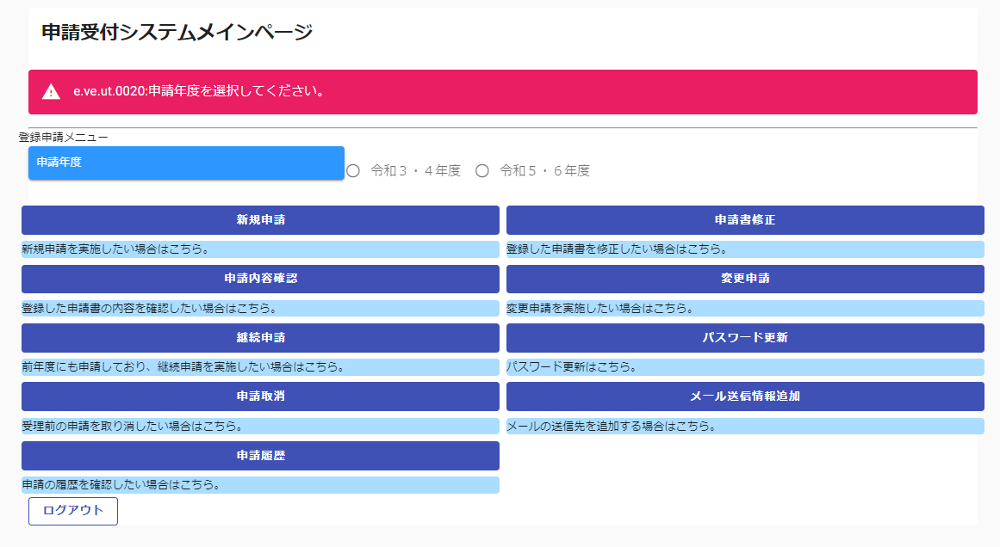 申請受付システムメインページ
e.ve.ut.0020:申請年度を選択してください。
登録申請メニュー
申請年度
令和３・４年度
令和５・６年度
新規申請
申請書修正
新規申請を実施したい場合はこちら。
登録した申請書を修正したい場合はこちら。
申請内容確認
変更申請
登録した申請書の内容を確認したい場合はこちら。
変更申請を実施したい場合はこちら。
継続申請
パスワード更新
前年度にも申請しており、継続申請を実施したい場合はこちら。
パスワード更新はこちら。
申請取消
メール送信情報追加
受理前の申請を取り消したい場合はこちら。
メールの送信先を追加する場合はこちら。
申請履歴
申請の履歴を確認したい場合はこちら。
ログアウト